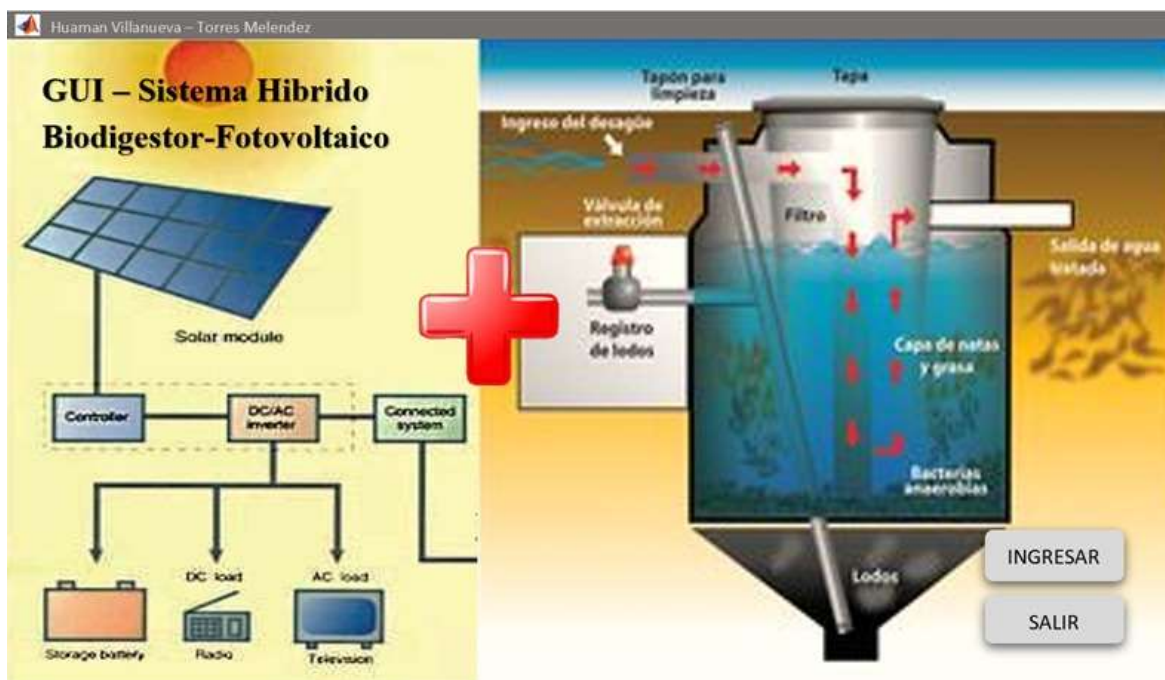 Huaman Villanueva – Torres Melendez
GUI – Sistema Hibrido
Biodigestor-Fotovoltaico
Solar module
Controller
DC/AC
inverter
Connected
system
DC load
AC load
Storage battery
Radio
Television
Tapón para
limpieza
Tapa
Ingreso del desagüe
Válvula de
extracción
Filtro
Salida de agua
tratada
Registro
de lodos
Capa de natas
y grasa
Bacterias
anaerobias
Lodos
INGRESAR
SALIR